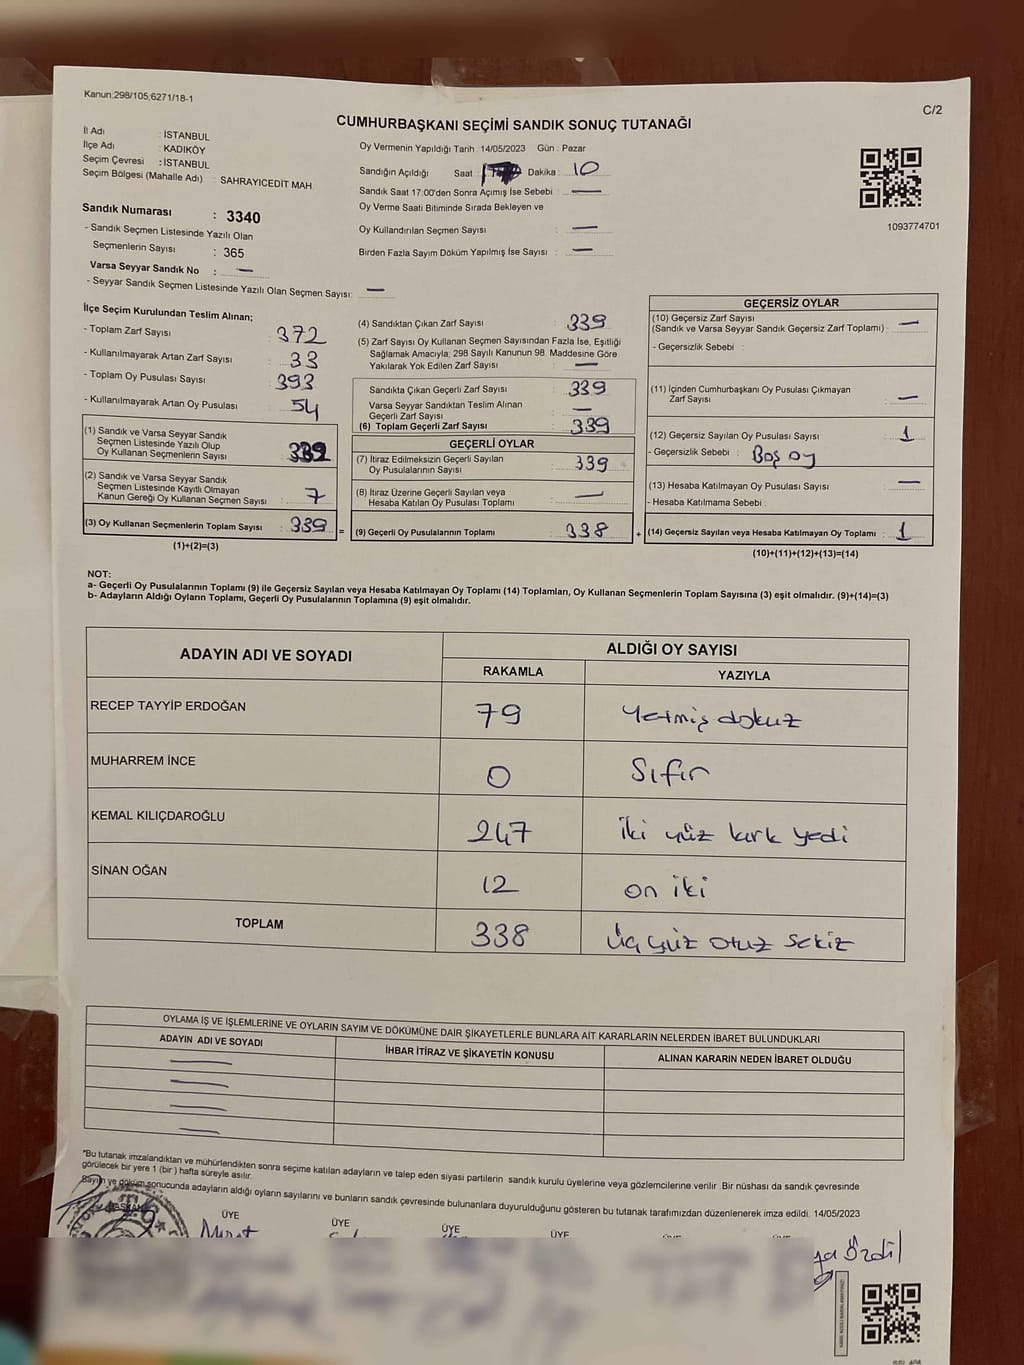 Kanun;298/105;6271/18-1
C/2
CUMHURBAŞKANI SEÇİMİ SANDIK SONUÇ TUTANAĞI
İl Adı : İSTANBUL
İlçe Adı : KADIKÖY
Seçim Çevresi : İSTANBUL
Seçim Bölgesi (Mahalle Adı) : SAHRAYICEDİT MAH.
Sandık Numarası : 3340
- Sandık Seçmen Listesinde Yazılı Olan
Seçmenlerin Sayısı : 365
Varsa Seyyar Sandık No : —
- Seyyar Sandık Seçmen Listesinde Yazılı Olan Seçmen Sayısı: —
Oy Vermenin Yapıldığı Tarih : 14/05/2023 Gün : Pazar
Sandığın Açıldığı Saat Dakika : 10
Sandık Saat 17:00'den Sonra Açımış İse Sebebi : —
Oy Verme Saati Bitiminde Sırada Bekleyen ve
Oy Kullandırılan Seçmen Sayısı : —
Birden Fazla Sayım Döküm Yapılmış İse Sayısı : —
1093774701
İlçe Seçim Kurulundan Teslim Alınan;
- Toplam Zarf Sayısı : 372
- Kullanılmayarak Artan Zarf Sayısı : 33
- Toplam Oy Pusulası Sayısı : 393
- Kullanılmayarak Artan Oy Pusulası : 54
(1) Sandık ve Varsa Seyyar Sandık
Seçmen Listesinde Yazılı Olup
Oy Kullanan Seçmenlerin Sayısı :
(2) Sandık ve Varsa Seyyar Sandık
Seçmen Listesinde Kayıtlı Olmayan
Kanun Gereği Oy Kullanan Seçmen Sayısı : 7
(3) Oy Kullanan Seçmenlerin Toplam Sayısı : 339 =
(1)+(2)=(3)
(4) Sandıktan Çıkan Zarf Sayısı : 339
(5) Zarf Sayısı Oy Kullanan Seçmen Sayısından Fazla İse, Eşitliği
Sağlamak Amacıyla; 298 Sayılı Kanunun 98. Maddesine Göre
Yakılarak Yok Edilen Zarf Sayısı : —
Sandıkta Çıkan Geçerli Zarf Sayısı : 339
Varsa Seyyar Sandıktan Teslim Alınan
Geçerli Zarf Sayısı : —
(6) Toplam Geçerli Zarf Sayısı : 339
GEÇERLİ OYLAR
(7) İtiraz Edilmeksizin Geçerli Sayılan
Oy Pusulalarının Sayısı : 339
(8) İtiraz Üzerine Geçerli Sayılan veya
Hesaba Katılan Oy Pusulaları Toplamı : —
(9) Geçerli Oy Pusulalarının Toplamı : 338 +
GEÇERSİZ OYLAR
(10) Geçersiz Zarf Sayısı
(Sandık ve Varsa Seyyar Sandık Geçersiz Zarf Toplamı) : —
- Geçersizlik Sebebi :
(11) İçinden Cumhurbaşkanı Oy Pusulası Çıkmayan
Zarf Sayısı : —
(12) Geçersiz Sayılan Oy Pusulası Sayısı : 1
- Geçersizlik Sebebi : Boş oy
(13) Hesaba Katılmayan Oy Pusulası Sayısı : —
- Hesaba Katılmama Sebebi :
(14) Geçersiz Sayılan veya Hesaba Katılmayan Oy Toplamı : 1
(10)+(11)+(12)+(13)=(14)
NOT:
a- Geçerli Oy Pusulalarının Toplamı (9) ile Geçersiz Sayılan veya Hesaba Katılmayan Oy Toplamı (14) Toplamları, Oy Kullanan Seçmenlerin Toplam Sayısına (3) eşit olmalıdır. (9)+(14)=(3)
b- Adayların Aldığı Oyların Toplamı, Geçerli Oy Pusulalarının Toplamına (9) eşit olmalıdır.
ADAYIN ADI VE SOYADI ALDIĞI OY SAYISI
RAKAMLA YAZIYLA
RECEP TAYYİP ERDOĞAN 79 Yetmiş dokuz
MUHARREM İNCE 0 Sıfır
KEMAL KILIÇDAROĞLU 247 iki yüz kırk yedi
SİNAN OĞAN 12 on iki
TOPLAM 338 üç yüz otuz sekiz
OYLAMA İŞ VE İŞLEMLERİNE VE OYLARIN SAYIM VE DÖKÜMÜNE DAİR ŞİKAYETLERLE BUNLARA AİT KARARLARIN NELERDEN İBARET BULUNDUKLARI
ADAYIN ADI VE SOYADI İHBAR İTİRAZ VE ŞİKAYETİN KONUSU ALINAN KARARIN NEDEN İBARET OLDUĞU
—
—
—
—
*Bu tutanak imzalandıktan ve mühürlendikten sonra seçime katılan adayların ve talep eden siyasi partilerin sandık kurulu üyelerine veya gözlemcilerine verilir .Bir nüshası da sandık çevresinde
görülecek bir yere 1 (bir ) hafta süreyle asılır.
Sayım ve döküm sonucunda adayların aldığı oyların sayılarını ve bunların sandık çevresinde bulunanlara duyurulduğunu gösteren bu tutanak tarafımızdan düzenlenerek imza edildi. 14/05/2023
BAŞKAN ÜYE ÜYE ÜYE ÜYE
Murat
Özdil